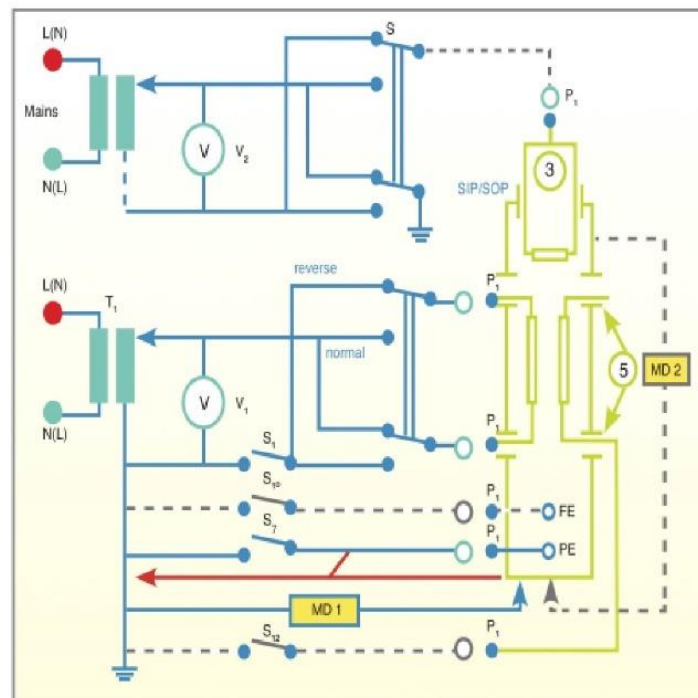 L(N)
S
Mains
P₁
V
V₂
3
N(L)
SIP/SOP
reverse
L(N)
T₁
P₁
normal
5
MD 2
V
V₁
N(L)
S₁
P₁
S₁₀
P₁
FE
S₇
P₁
PE
MD 1
S₁₂
P₁